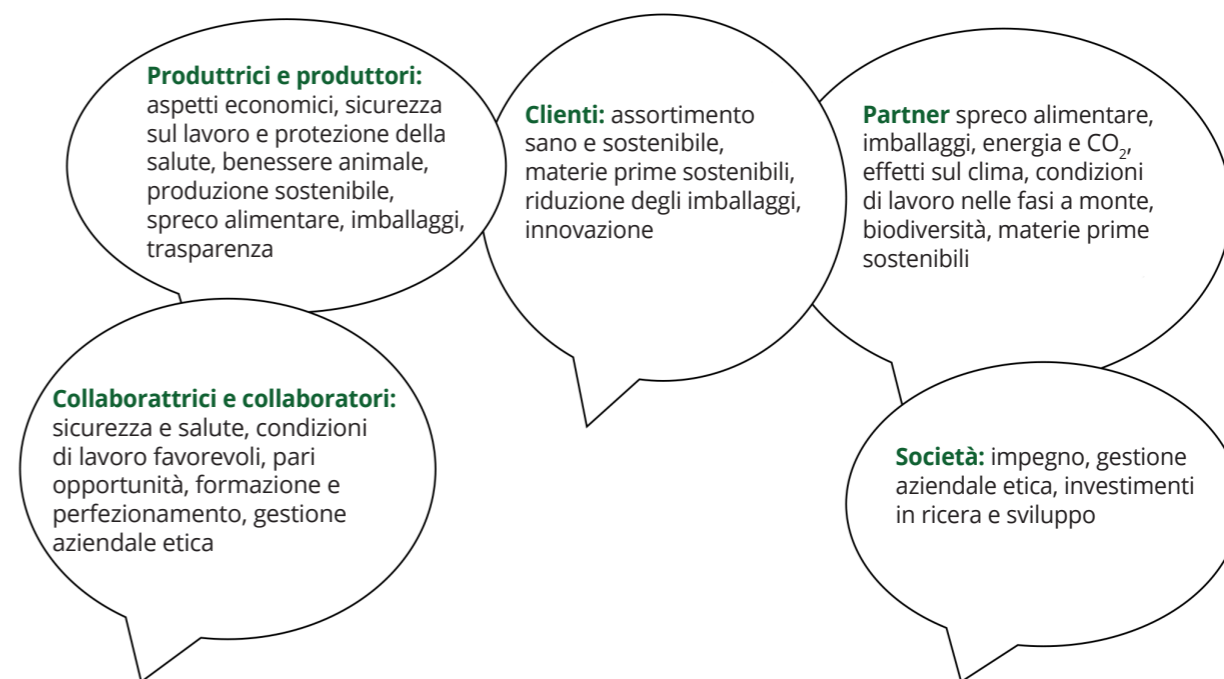 Produttrici e produttori:
aspetti economici, sicurezza
sul lavoro e protezione della
salute, benessere animale,
produzione sostenibile,
spreco alimentare, imballaggi,
trasparenza
Clienti: assortimento
sano e sostenibile,
materie prime sostenibili,
riduzione degli imballaggi,
innovazione
Partner spreco alimentare,
imballaggi, energia e CO₂,
effetti sul clima, condizioni
di lavoro nelle fasi a monte,
biodiversità, materie prime
sostenibili
Collaborattrici e collaboratori:
sicurezza e salute, condizioni
di lavoro favorevoli, pari
opportunità, formazione e
perfezionamento, gestione
aziendale etica
Società: impegno, gestione
aziendale etica, investimenti
in ricera e sviluppo